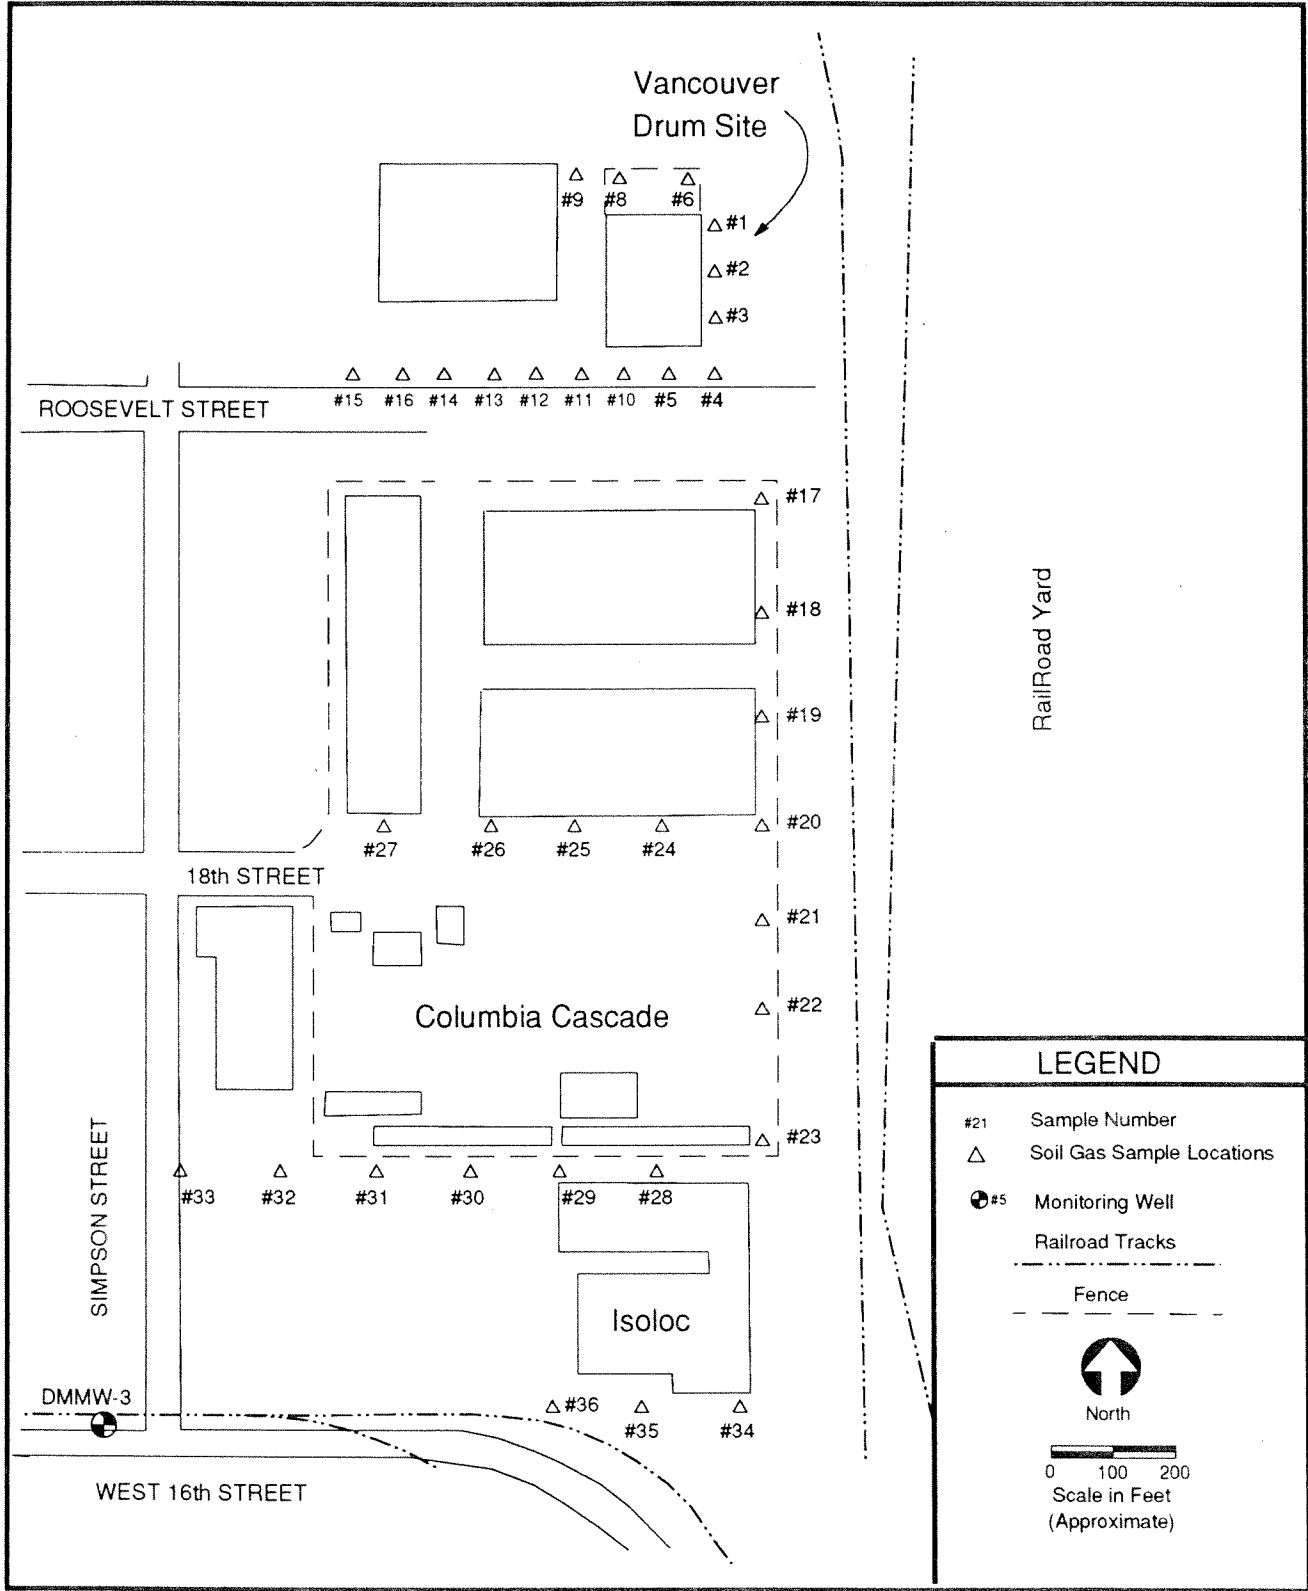 Vancouver
Drum Site
#9
#8
#6
#1
#2
#3
#15
#16
#14
#13
#12
#11
#10
#5
#4
ROOSEVELT STREET
#17
#18
#19
#20
#27
#26
#25
#24
18th STREET
#21
#22
Columbia Cascade
#23
#33
#32
#31
#30
#29
#28
SIMPSON STREET
Isoloc
DMMW-3
#36
#35
#34
WEST 16th STREET
RailRoad Yard
LEGEND
#21 Sample Number
Soil Gas Sample Locations
#5 Monitoring Well
Railroad Tracks
Fence
North
0 100 200
Scale in Feet
(Approximate)